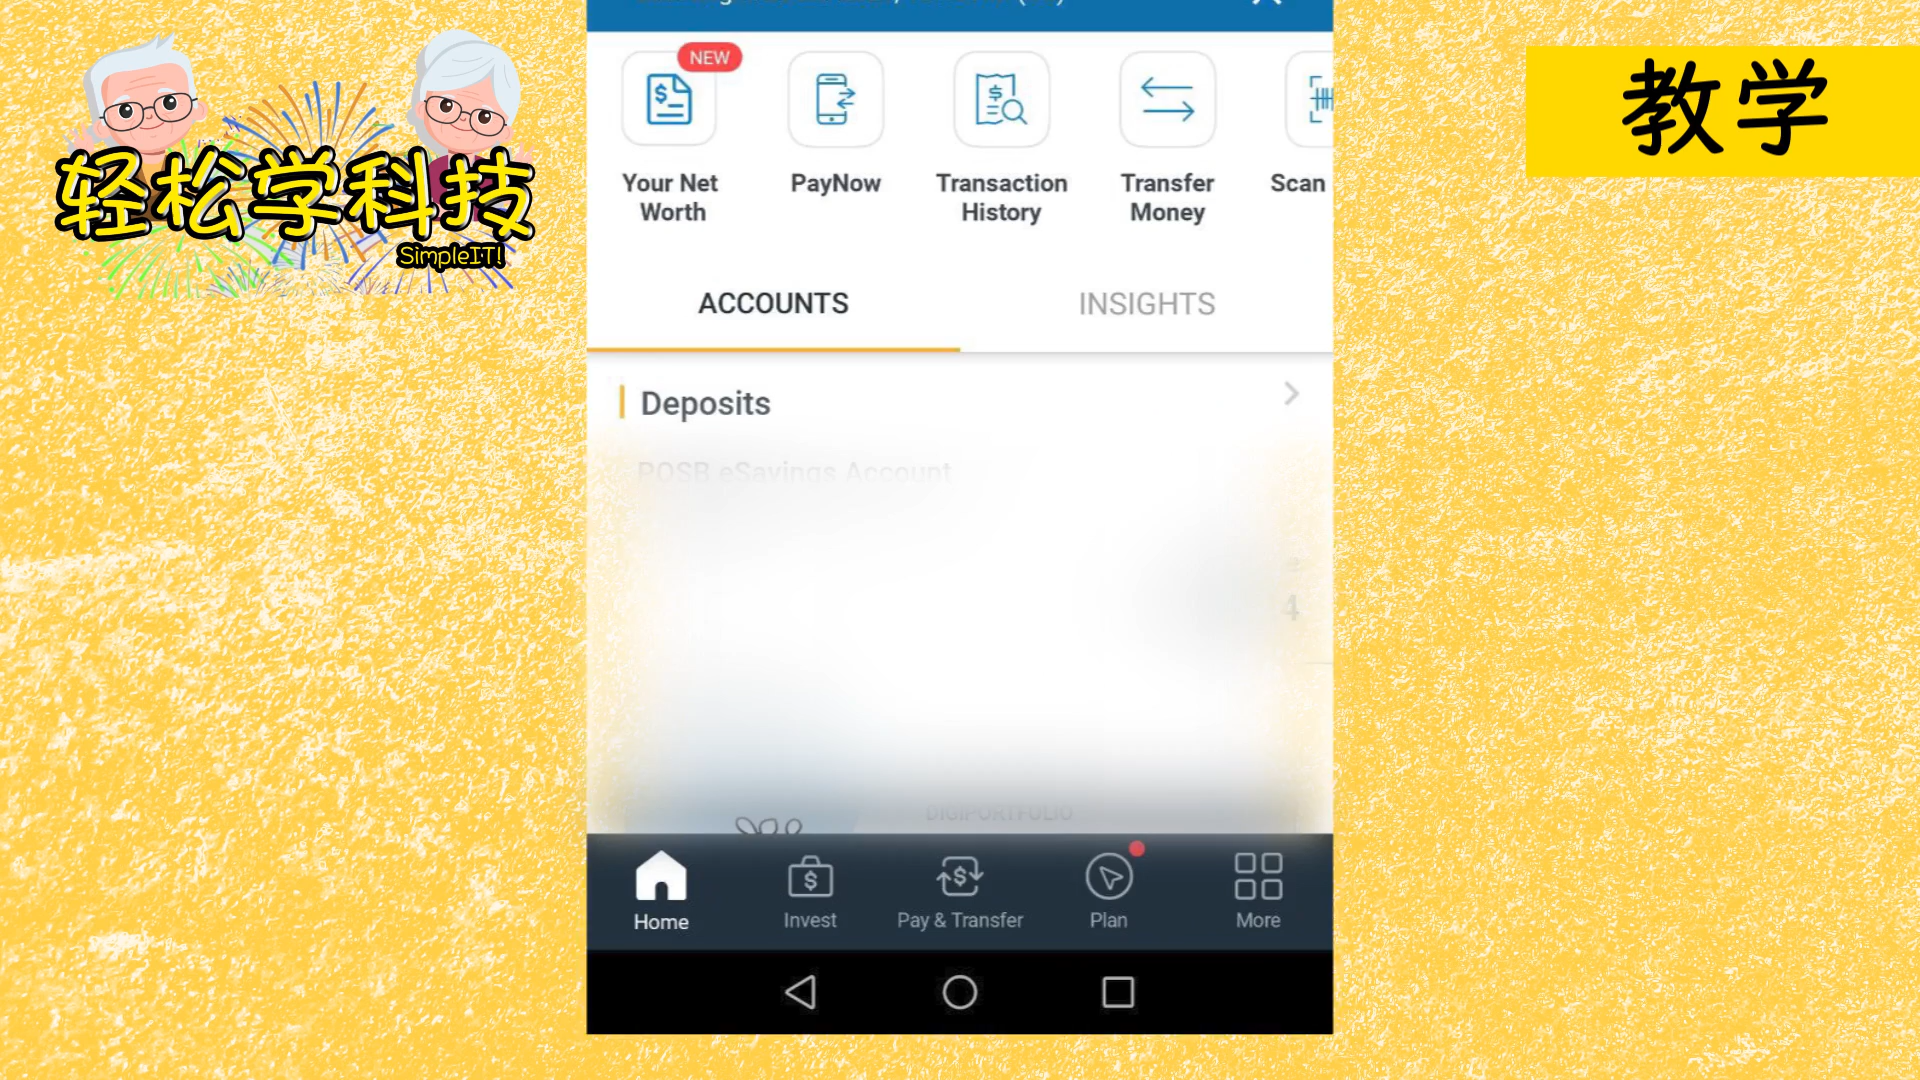 轻松学科技
SimpleIT!
教学
NEW
Your Net
Worth
PayNow
Transaction
History
Transfer
Money
Scan
ACCOUNTS
INSIGHTS
Deposits
POSB eSavings Account
4
DIGIPORTFOLIO
Home
Invest
Pay & Transfer
Plan
More